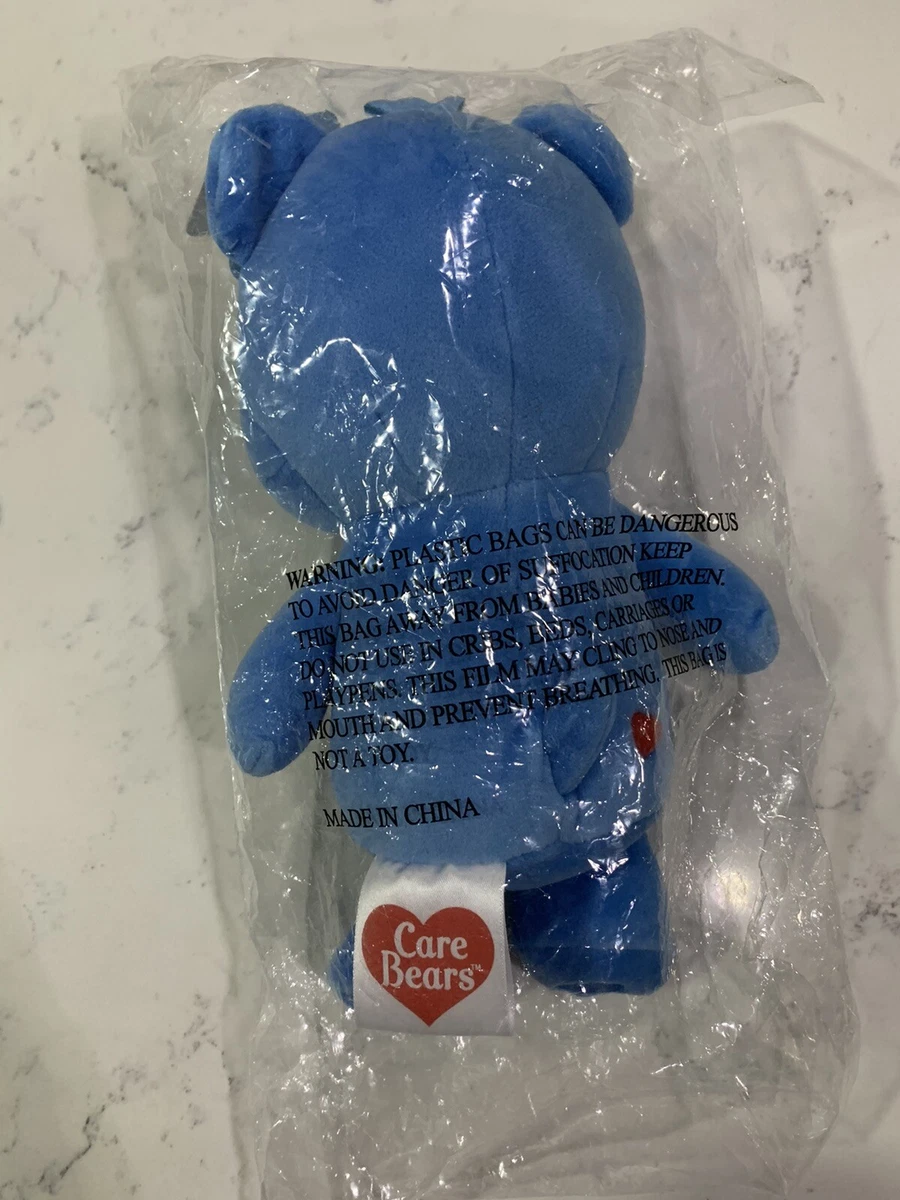 WARNING: PLASTIC BAGS CAN BE DANGEROUS
TO AVOID DANGER OF SUFFOCATION KEEP
THIS BAG AWAY FROM BABIES AND CHILDREN.
DO NOT USE IN CRIBS, BEDS, CARRIAGES OR
PLAYPENS. THIS FILM MAY CLING TO NOSE AND
MOUTH AND PREVENT BREATHING. THIS BAG IS
NOT A TOY.
MADE IN CHINA
Care
Bears™